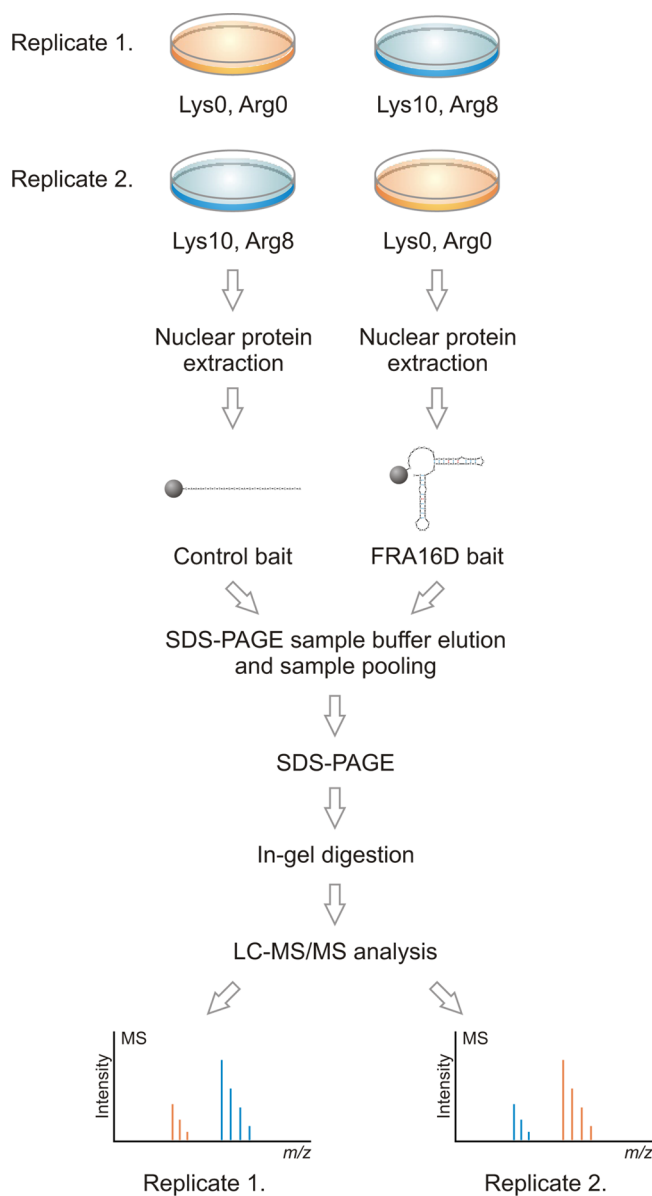 Replicate 1.
Lys0, Arg0
Lys10, Arg8
Replicate 2.
Lys10, Arg8
Lys0, Arg0
Nuclear protein
extraction
Nuclear protein
extraction
Control bait
FRA16D bait
SDS-PAGE sample buffer elution
and sample pooling
SDS-PAGE
In-gel digestion
LC-MS/MS analysis
MS
Intensity
m/z
Replicate 1.
MS
Intensity
m/z
Replicate 2.